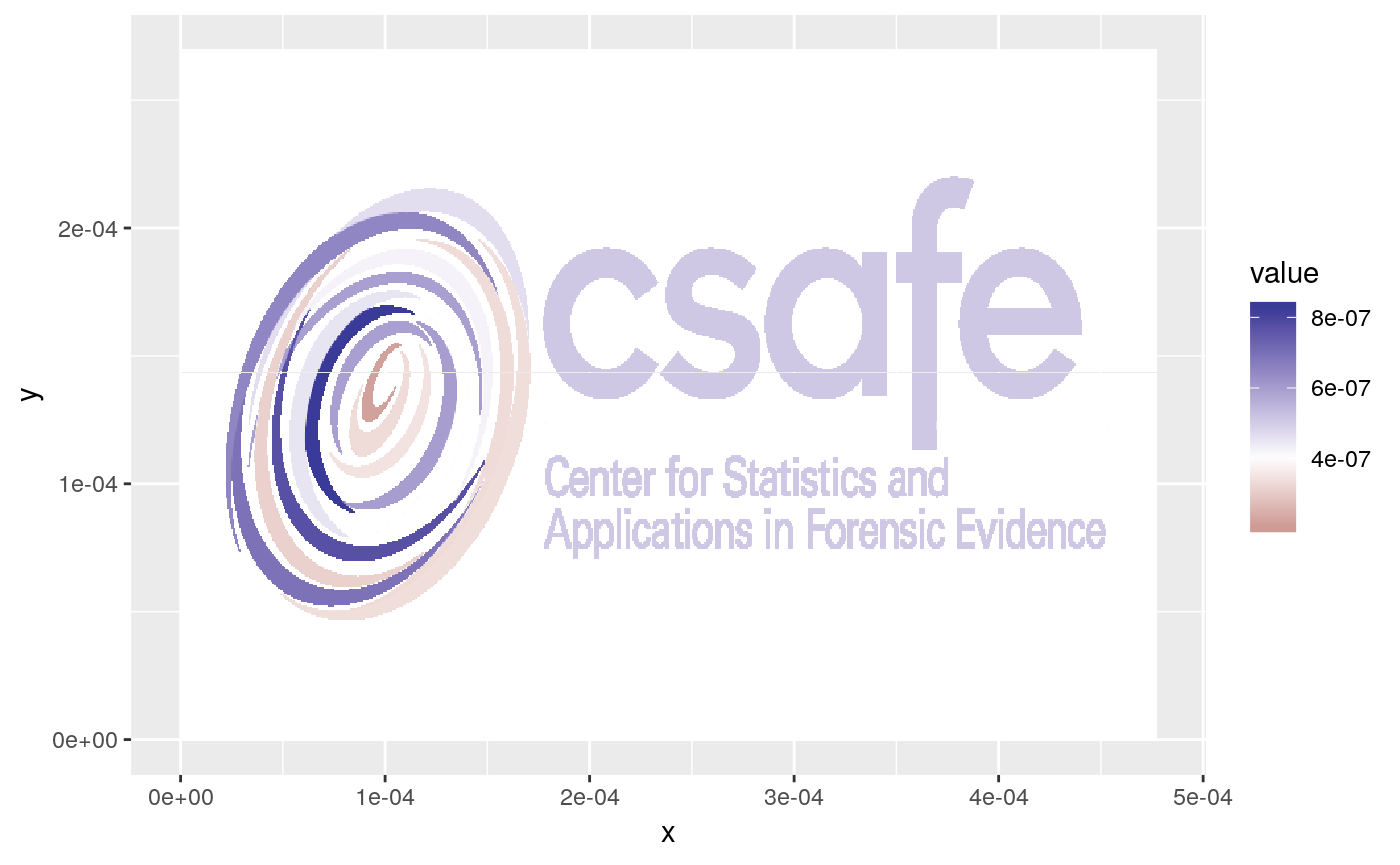 csafe
Center for Statistics and
Applications in Forensic Evidence
2e-04
1e-04
0e+00
0e+00 1e-04 2e-04 3e-04 4e-04 5e-04
x
y
value
8e-07
6e-07
4e-07